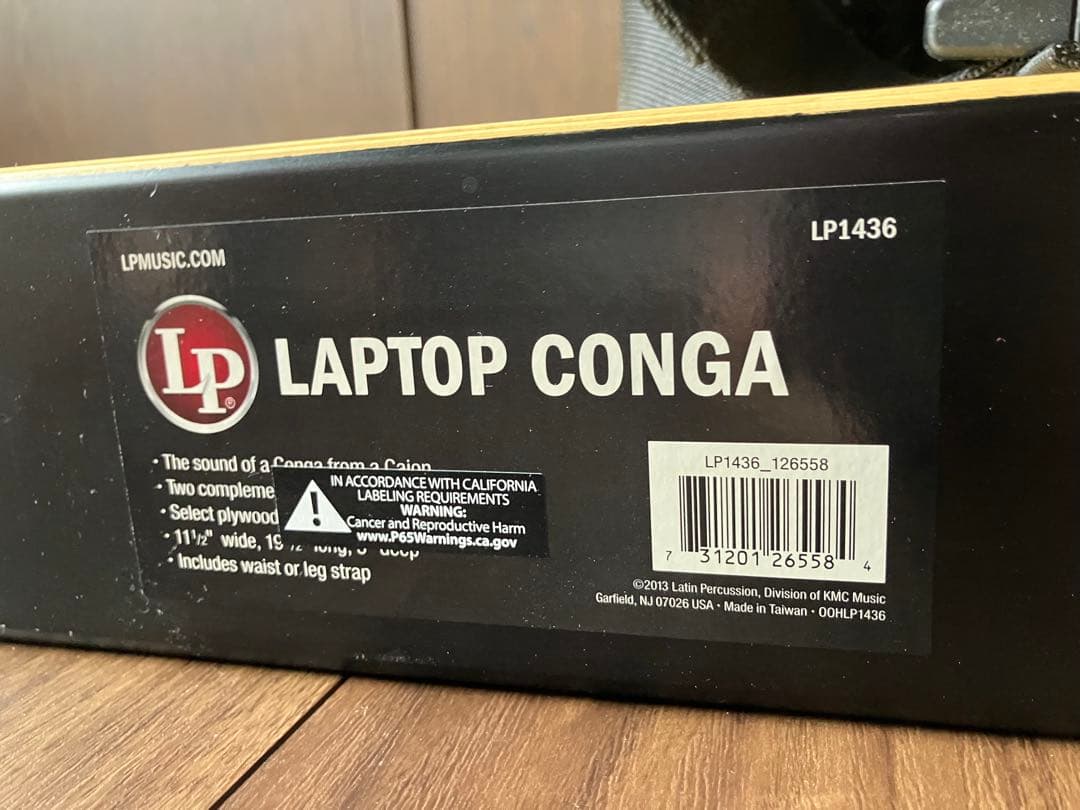 LPMUSIC.COM
LP1436
LP®
LAPTOP CONGA
• The sound of a Conga from a Cajon
• Two compleme
• Select plywood
• 11 1/2" wide, 19
• Includes waist or leg strap
IN ACCORDANCE WITH CALIFORNIA
LABELING REQUIREMENTS
WARNING:
Cancer and Reproductive Harm
www.P65Warnings.ca.gov
LP1436_126558
7 31201 26558 4
©2013 Latin Percussion, Division of KMC Music
Garfield, NJ 07026 USA • Made in Taiwan • OOHLP1436